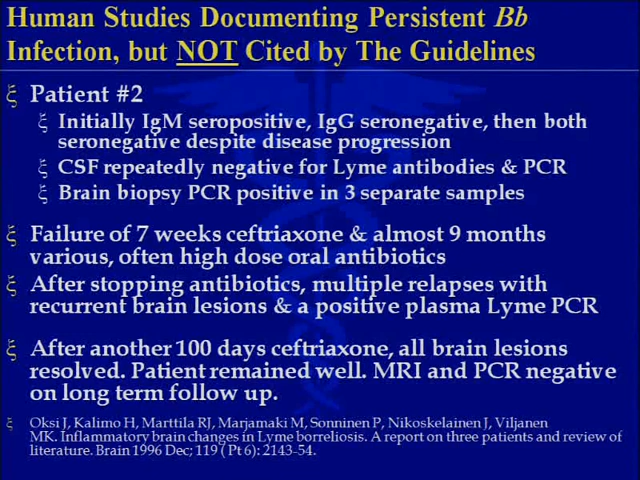 Human Studies Documenting Persistent Bb
Infection, but NOT Cited by The Guidelines
ξ Patient #2
ξ Initially IgM seropositive, IgG seronegative, then both
seronegative despite disease progression
ξ CSF repeatedly negative for Lyme antibodies & PCR
ξ Brain biopsy PCR positive in 3 separate samples
ξ Failure of 7 weeks ceftriaxone & almost 9 months
various, often high dose oral antibiotics
ξ After stopping antibiotics, multiple relapses with
recurrent brain lesions & a positive plasma Lyme PCR
ξ After another 100 days ceftriaxone, all brain lesions
resolved. Patient remained well. MRI and PCR negative
on long term follow up.
ξ Oksi J, Kalimo H, Marttila RJ, Marjamaki M, Sonninen P, Nikoskelainen J, Viljanen
MK. Inflammatory brain changes in Lyme borreliosis. A report on three patients and review of
literature. Brain 1996 Dec; 119 ( Pt 6): 2143-54.